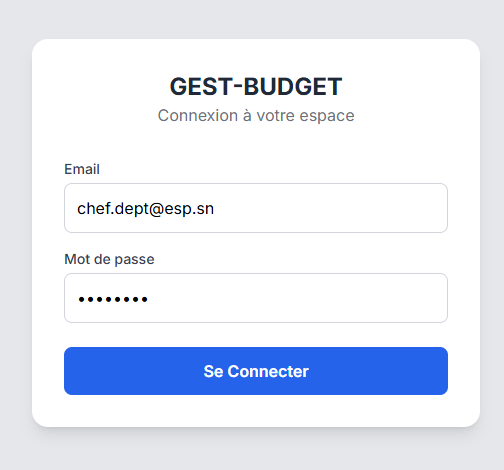 GEST-BUDGET
Connexion à votre espace
Email
chef.dept@esp.sn
Mot de passe
••••••••
Se Connecter